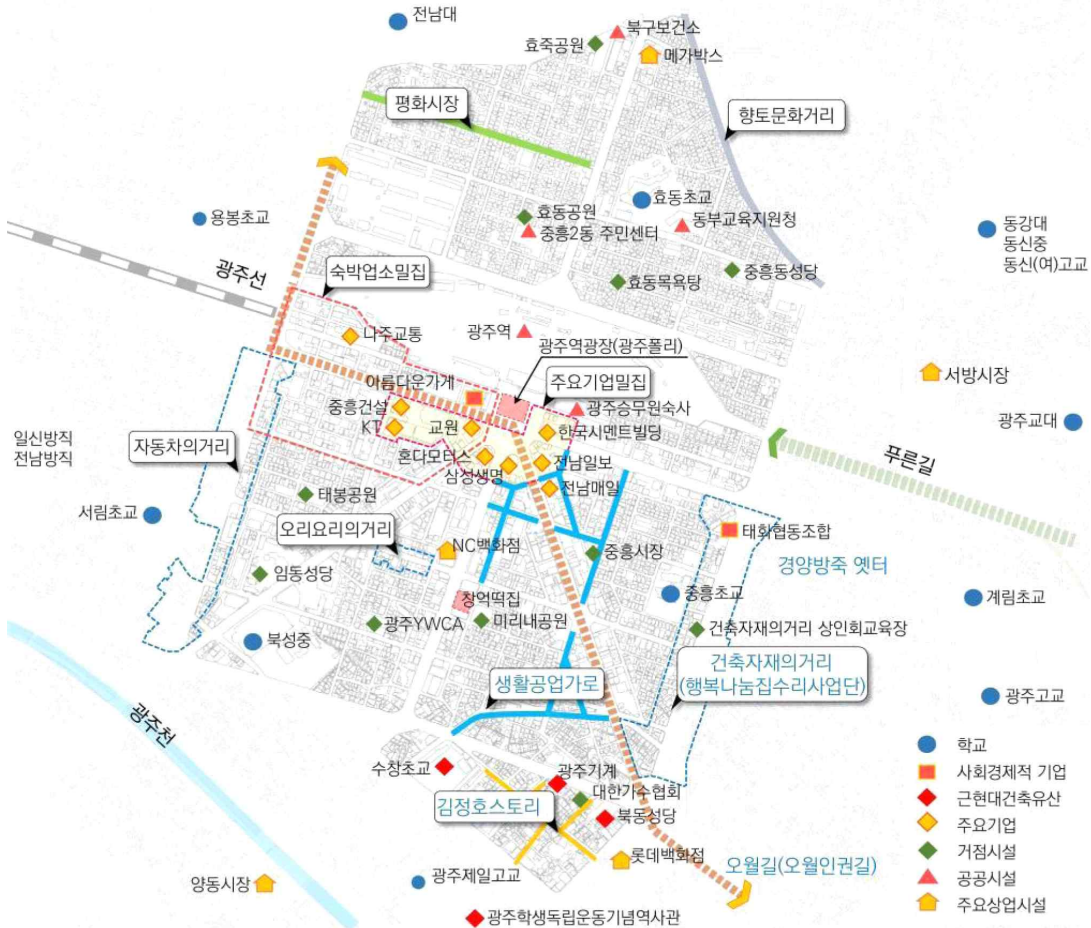 전남대
북구보건소
효죽공원
메가박스
평화시장
향토문화거리
효동초교
용봉초교
효동공원
중흥2동 주민센터
동부교육지원청
동강대
동신중
동신(여)고교
광주선
숙박업소밀집
효동목욕탕
중흥동성당
나주교통
광주역
광주역광장(광주폴리)
아름다운가게
주요기업밀집
서방시장
중흥건설
광주승무원숙사
광주교대
KT
교원
한국시멘트빌딩
일신방직
전남방직
자동차의거리
혼다모터스
삼성생명
전남일보
푸른길
전남매일
태봉공원
서림초교
오리요리의거리
NC백화점
태화협동조합
중흥시장
경양방죽 옛터
임동성당
창억떡집
중흥초교
계림초교
광주YWCA
미리내공원
건축자재의거리 상인회교육장
북성중
생활공업가로
건축자재의거리
(행복나눔집수리사업단)
광주고교
광주천
수창초교
광주기계
대한가수협회
김정호스토리
북동성당
롯데백화점
오월길(오월인권길)
양동시장
광주제일고교
광주학생독립운동기념역사관
학교
사회경제적 기업
근현대건축유산
주요기업
거점시설
공공시설
주요상업시설